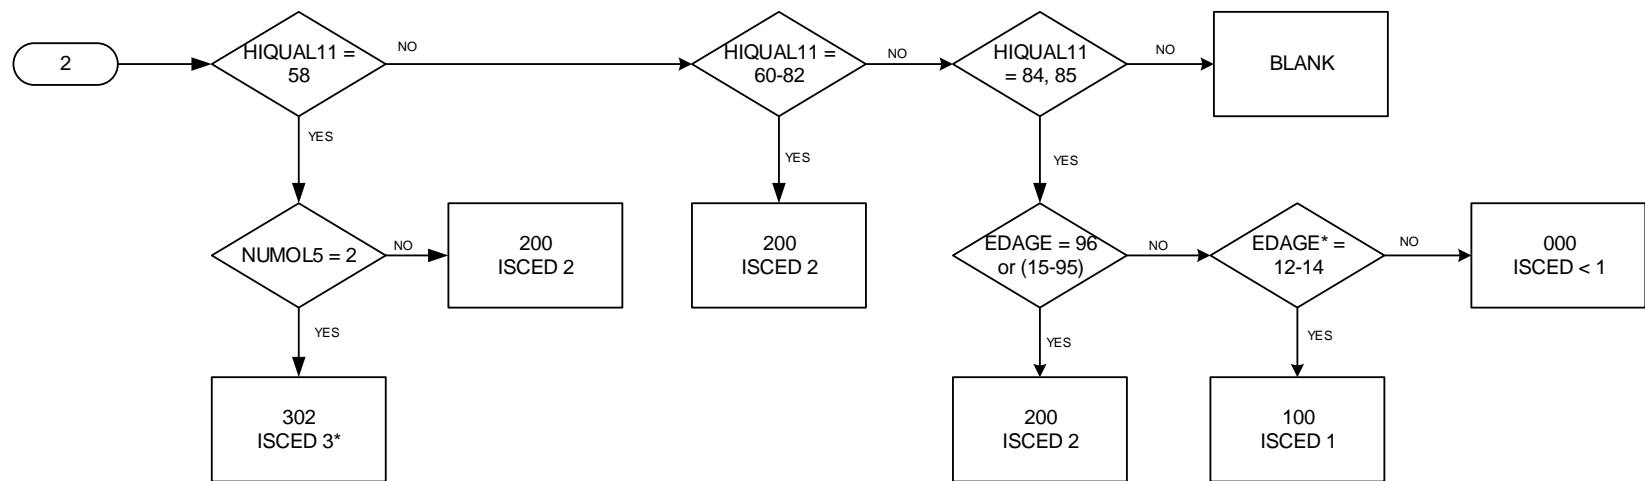 2
HIQUAL11 =
58
NO
HIQUAL11 =
60-82
NO
HIQUAL11
= 84, 85
NO
BLANK
YES
YES
YES
NUMOL5 = 2
NO
200
ISCED 2
200
ISCED 2
EDAGE = 96
or (15-95)
NO
EDAGE* =
12-14
NO
000
ISCED < 1
YES
YES
YES
302
ISCED 3*
200
ISCED 2
100
ISCED 1